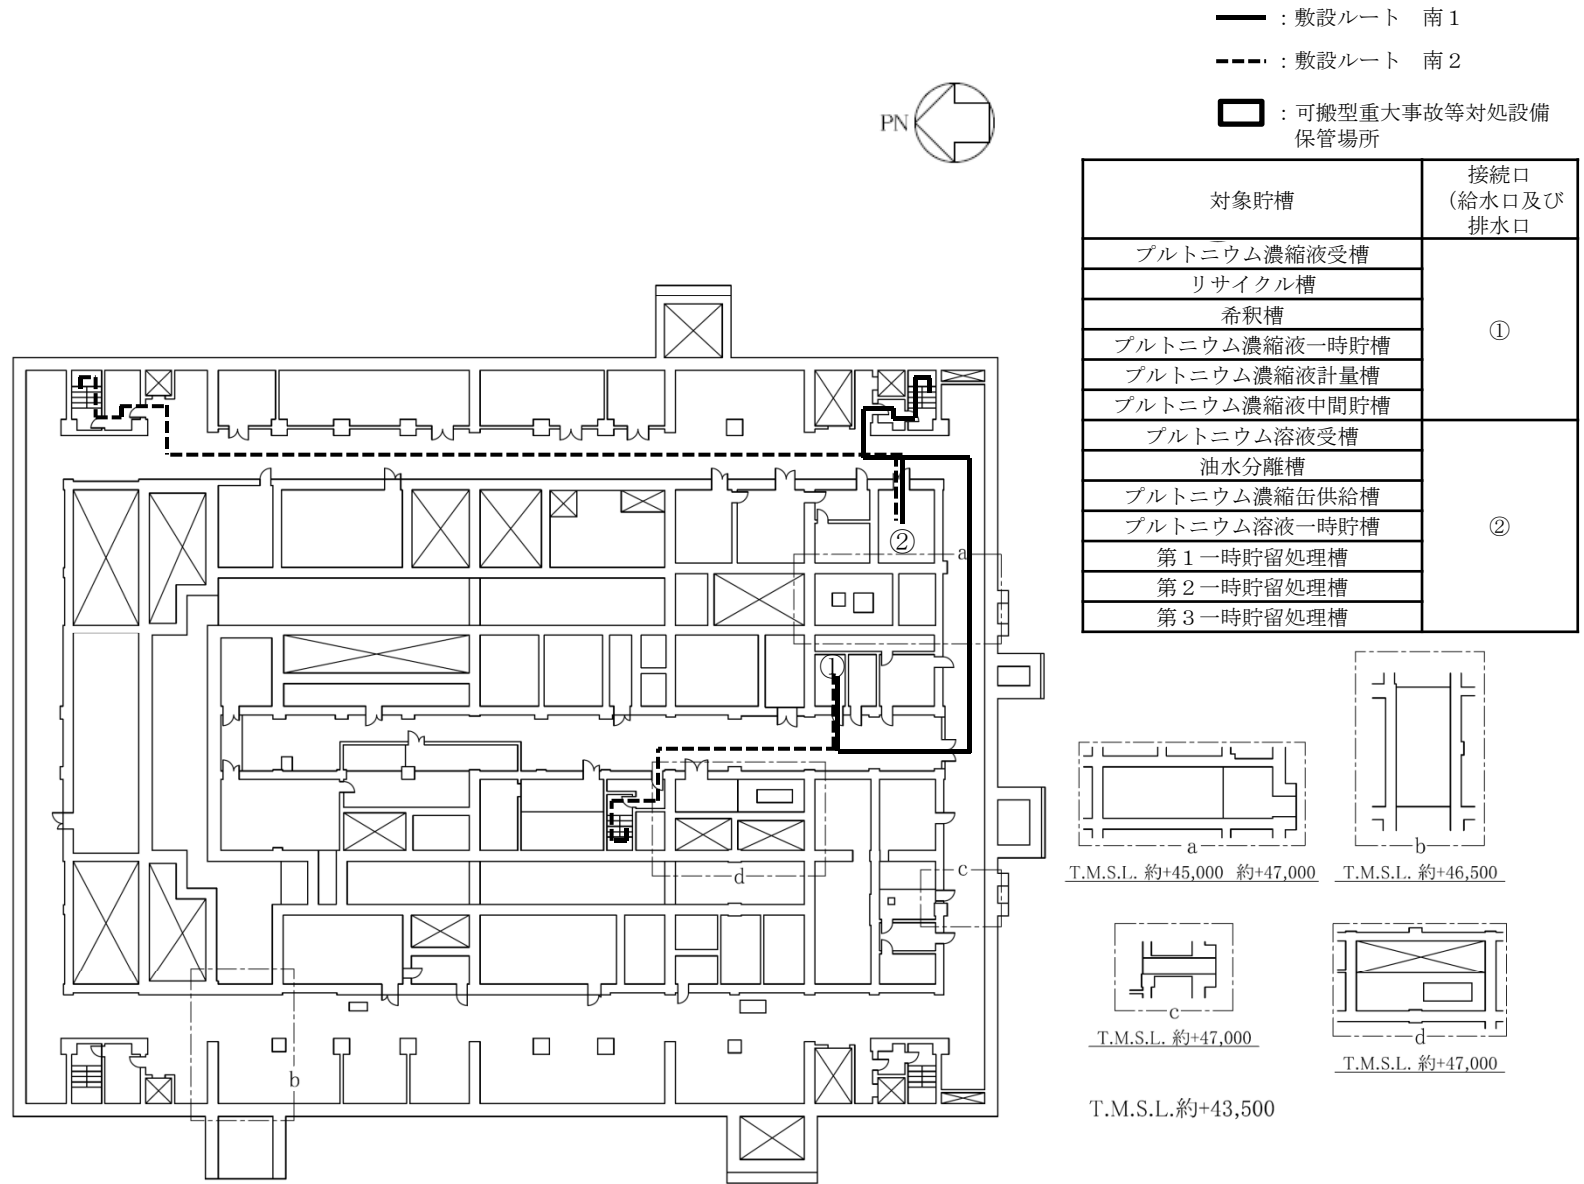 ：敷設ルート　南１
：敷設ルート　南２
：可搬型重大事故等対処設備
保管場所
PN
対象貯槽
接続口
（給水口及び
排水口
プルトニウム濃縮液受槽
リサイクル槽
希釈槽
プルトニウム濃縮液一時貯槽
プルトニウム濃縮液計量槽
プルトニウム濃縮液中間貯槽
①
プルトニウム溶液受槽
油水分離槽
プルトニウム濃縮缶供給槽
プルトニウム溶液一時貯槽
第１一時貯留処理槽
第２一時貯留処理槽
第３一時貯留処理槽
②
②
a
①
d
c
b
a
T.M.S.L. 約+45,000 約+47,000
b
T.M.S.L. 約+46,500
c
T.M.S.L. 約+47,000
d
T.M.S.L. 約+47,000
T.M.S.L.約+43,500